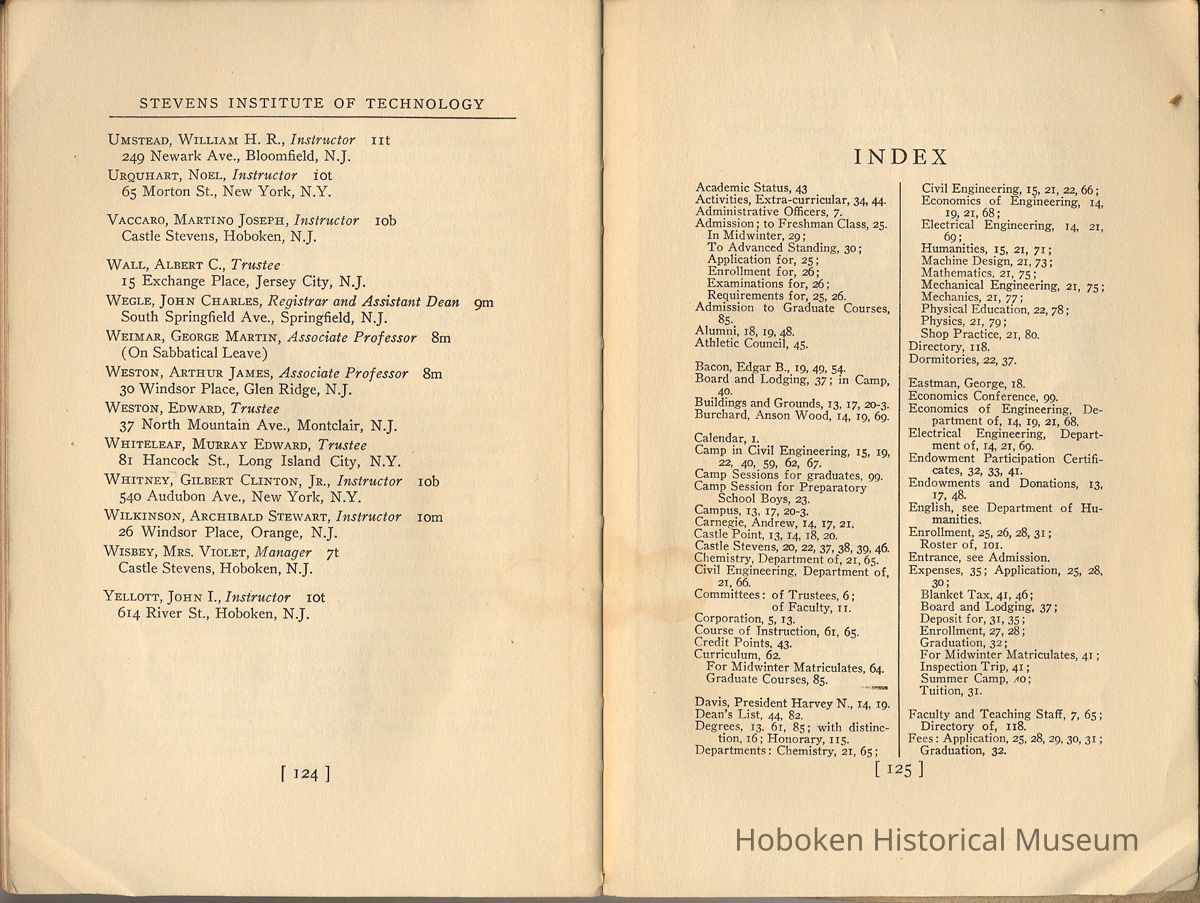 STEVENS INSTITUTE OF TECHNOLOGY
UMSTEAD, WILLIAM H. R., Instructor 11t
249 Newark Ave., Bloomfield, N.J.
URQUHART, NOEL, Instructor 10t
65 Morton St., New York, N.Y.
VACCARO, MARTINO JOSEPH, Instructor 10b
Castle Stevens, Hoboken, N.J.
WALL, ALBERT C., Trustee
15 Exchange Place, Jersey City, N.J.
WEGLE, JOHN CHARLES, Registrar and Assistant Dean 9m
South Springfield Ave., Springfield, N.J.
WEIMAR, GEORGE MARTIN, Associate Professor 8m
(On Sabbatical Leave)
WESTON, ARTHUR JAMES, Associate Professor 8m
30 Windsor Place, Glen Ridge, N.J.
WESTON, EDWARD, Trustee
37 North Mountain Ave., Montclair, N.J.
WHITELEAF, MURRAY EDWARD, Trustee
81 Hancock St., Long Island City, N.Y.
WHITNEY, GILBERT CLINTON, JR., Instructor 10b
540 Audubon Ave., New York, N.Y.
WILKINSON, ARCHIBALD STEWART, Instructor 10m
26 Windsor Place, Orange, N.J.
WISBEY, MRS. VIOLET, Manager 7t
Castle Stevens, Hoboken, N.J.
YELLOTT, JOHN I., Instructor 10t
614 River St., Hoboken, N.J.
[ 124 ]
INDEX
Academic Status, 43
Activities, Extra-curricular, 34, 44.
Administrative Officers, 7.
Admission; to Freshman Class, 25.
In Midwinter, 29;
To Advanced Standing, 30;
Application for, 25;
Enrollment for, 26;
Examinations for, 26;
Requirements for, 25, 26.
Admission to Graduate Courses,
85.
Alumni, 18, 19, 48.
Athletic Council, 45.
Bacon, Edgar B., 19, 49, 54.
Board and Lodging, 37; in Camp,
40.
Buildings and Grounds, 13, 17, 20-3.
Burchard, Anson Wood, 14, 19, 69.
Calendar, 1.
Camp in Civil Engineering, 15, 19,
22, 40, 59, 62, 67.
Camp Sessions for graduates, 99.
Camp Session for Preparatory
School Boys, 23.
Campus, 13, 17, 20-3.
Carnegie, Andrew, 14, 17, 21.
Castle Point, 13, 14, 18, 20.
Castle Stevens, 20, 22, 37, 38, 39, 46.
Chemistry, Department of, 21, 65.
Civil Engineering, Department of,
21, 66.
Committees: of Trustees, 6;
of Faculty, 11.
Corporation, 5, 13.
Course of Instruction, 61, 65.
Credit Points, 43.
Curriculum, 62.
For Midwinter Matriculates, 64.
Graduate Courses, 85.
Davis, President Harvey N., 14, 19.
Dean's List, 44, 82.
Degrees, 13, 61, 85; with distinc-
tion, 16; Honorary, 115.
Departments: Chemistry, 21, 65;
Civil Engineering, 15, 21, 22, 66;
Economics of Engineering, 14,
19, 21, 68;
Electrical Engineering, 14, 21,
69;
Humanities, 15, 21, 71;
Machine Design, 21, 73;
Mathematics, 21, 75;
Mechanical Engineering, 21, 75;
Mechanics, 21, 77;
Physical Education, 22, 78;
Physics, 21, 79;
Shop Practice, 21, 80.
Directory, 118.
Dormitories, 22, 37.
Eastman, George, 18.
Economics Conference, 99.
Economics of Engineering, De-
partment of, 14, 19, 21, 68.
Electrical Engineering, Depart-
ment of, 14, 21, 69.
Endowment Participation Certifi-
cates, 32, 33, 41.
Endowments and Donations, 13,
17, 48.
English, see Department of Hu-
manities.
Enrollment, 25, 26, 28, 31;
Roster of, 101.
Entrance, see Admission.
Expenses, 35; Application, 25, 28,
30;
Blanket Tax, 41, 46;
Board and Lodging, 37;
Deposit for, 31, 35;
Enrollment, 27, 28;
Graduation, 32;
For Midwinter Matriculates, 41;
Inspection Trip, 41;
Summer Camp, 40;
Tuition, 31.
Faculty and Teaching Staff, 7, 65;
Directory of, 118.
Fees: Application, 25, 28, 29, 30, 31;
Graduation, 32.
[ 125 ]
Hoboken Historical Museum